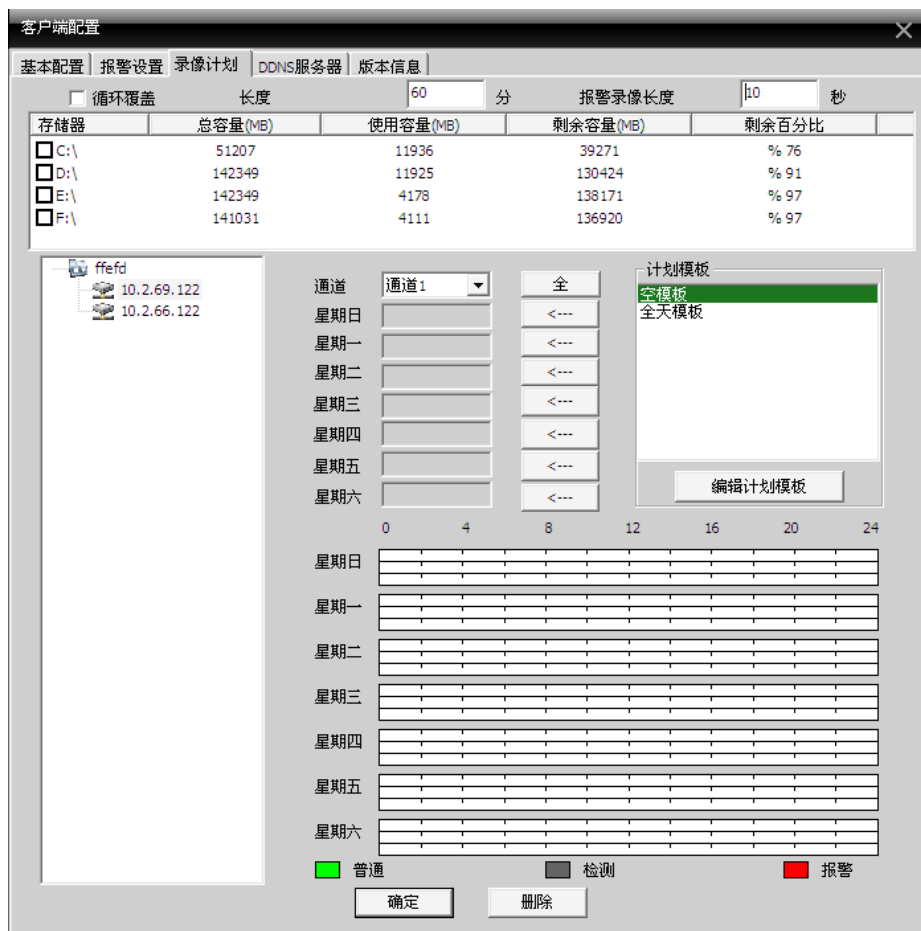 客户端配置
基本配置 报警设置 录像计划 DDNS服务器 版本信息
循环覆盖 长度 60 分 报警录像长度 10 秒
存储器 总容量(MB) 使用容量(MB) 剩余容量(MB) 剩余百分比
C:\ 51207 11936 39271 % 76
D:\ 142349 11925 130424 % 91
E:\ 142349 4178 138171 % 97
F:\ 141031 4111 136920 % 97
ffefd
10.2.69.122
10.2.66.122
通道 通道1 全
星期日 <---
星期一 <---
星期二 <---
星期三 <---
星期四 <---
星期五 <---
星期六 <---
计划模板
空模板
全天模板
编辑计划模板
0 4 8 12 16 20 24
星期日
星期一
星期二
星期三
星期四
星期五
星期六
普通 检测 报警
确定 删除